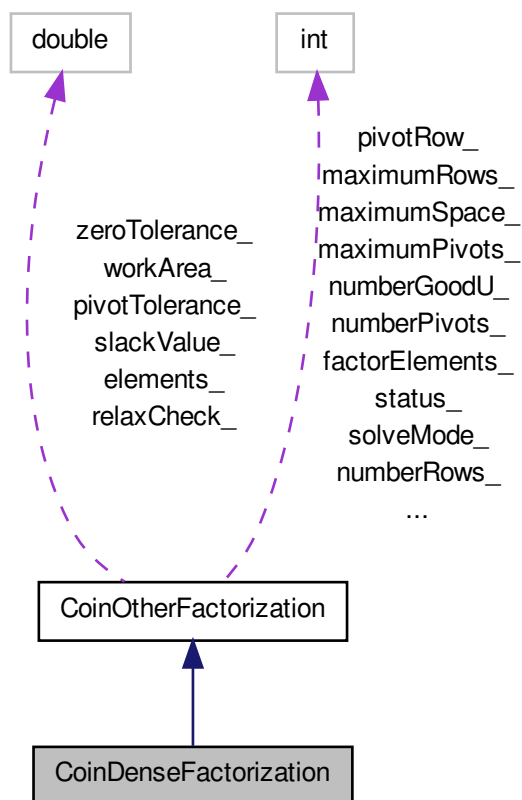 double
int
pivotRow_
maximumRows_
maximumSpace_
maximumPivots_
numberGoodU_
numberPivots_
factorElements_
status_
solveMode_
numberRows_
...
zeroTolerance_
workArea_
pivotTolerance_
slackValue_
elements_
relaxCheck_
CoinOtherFactorization
CoinDenseFactorization